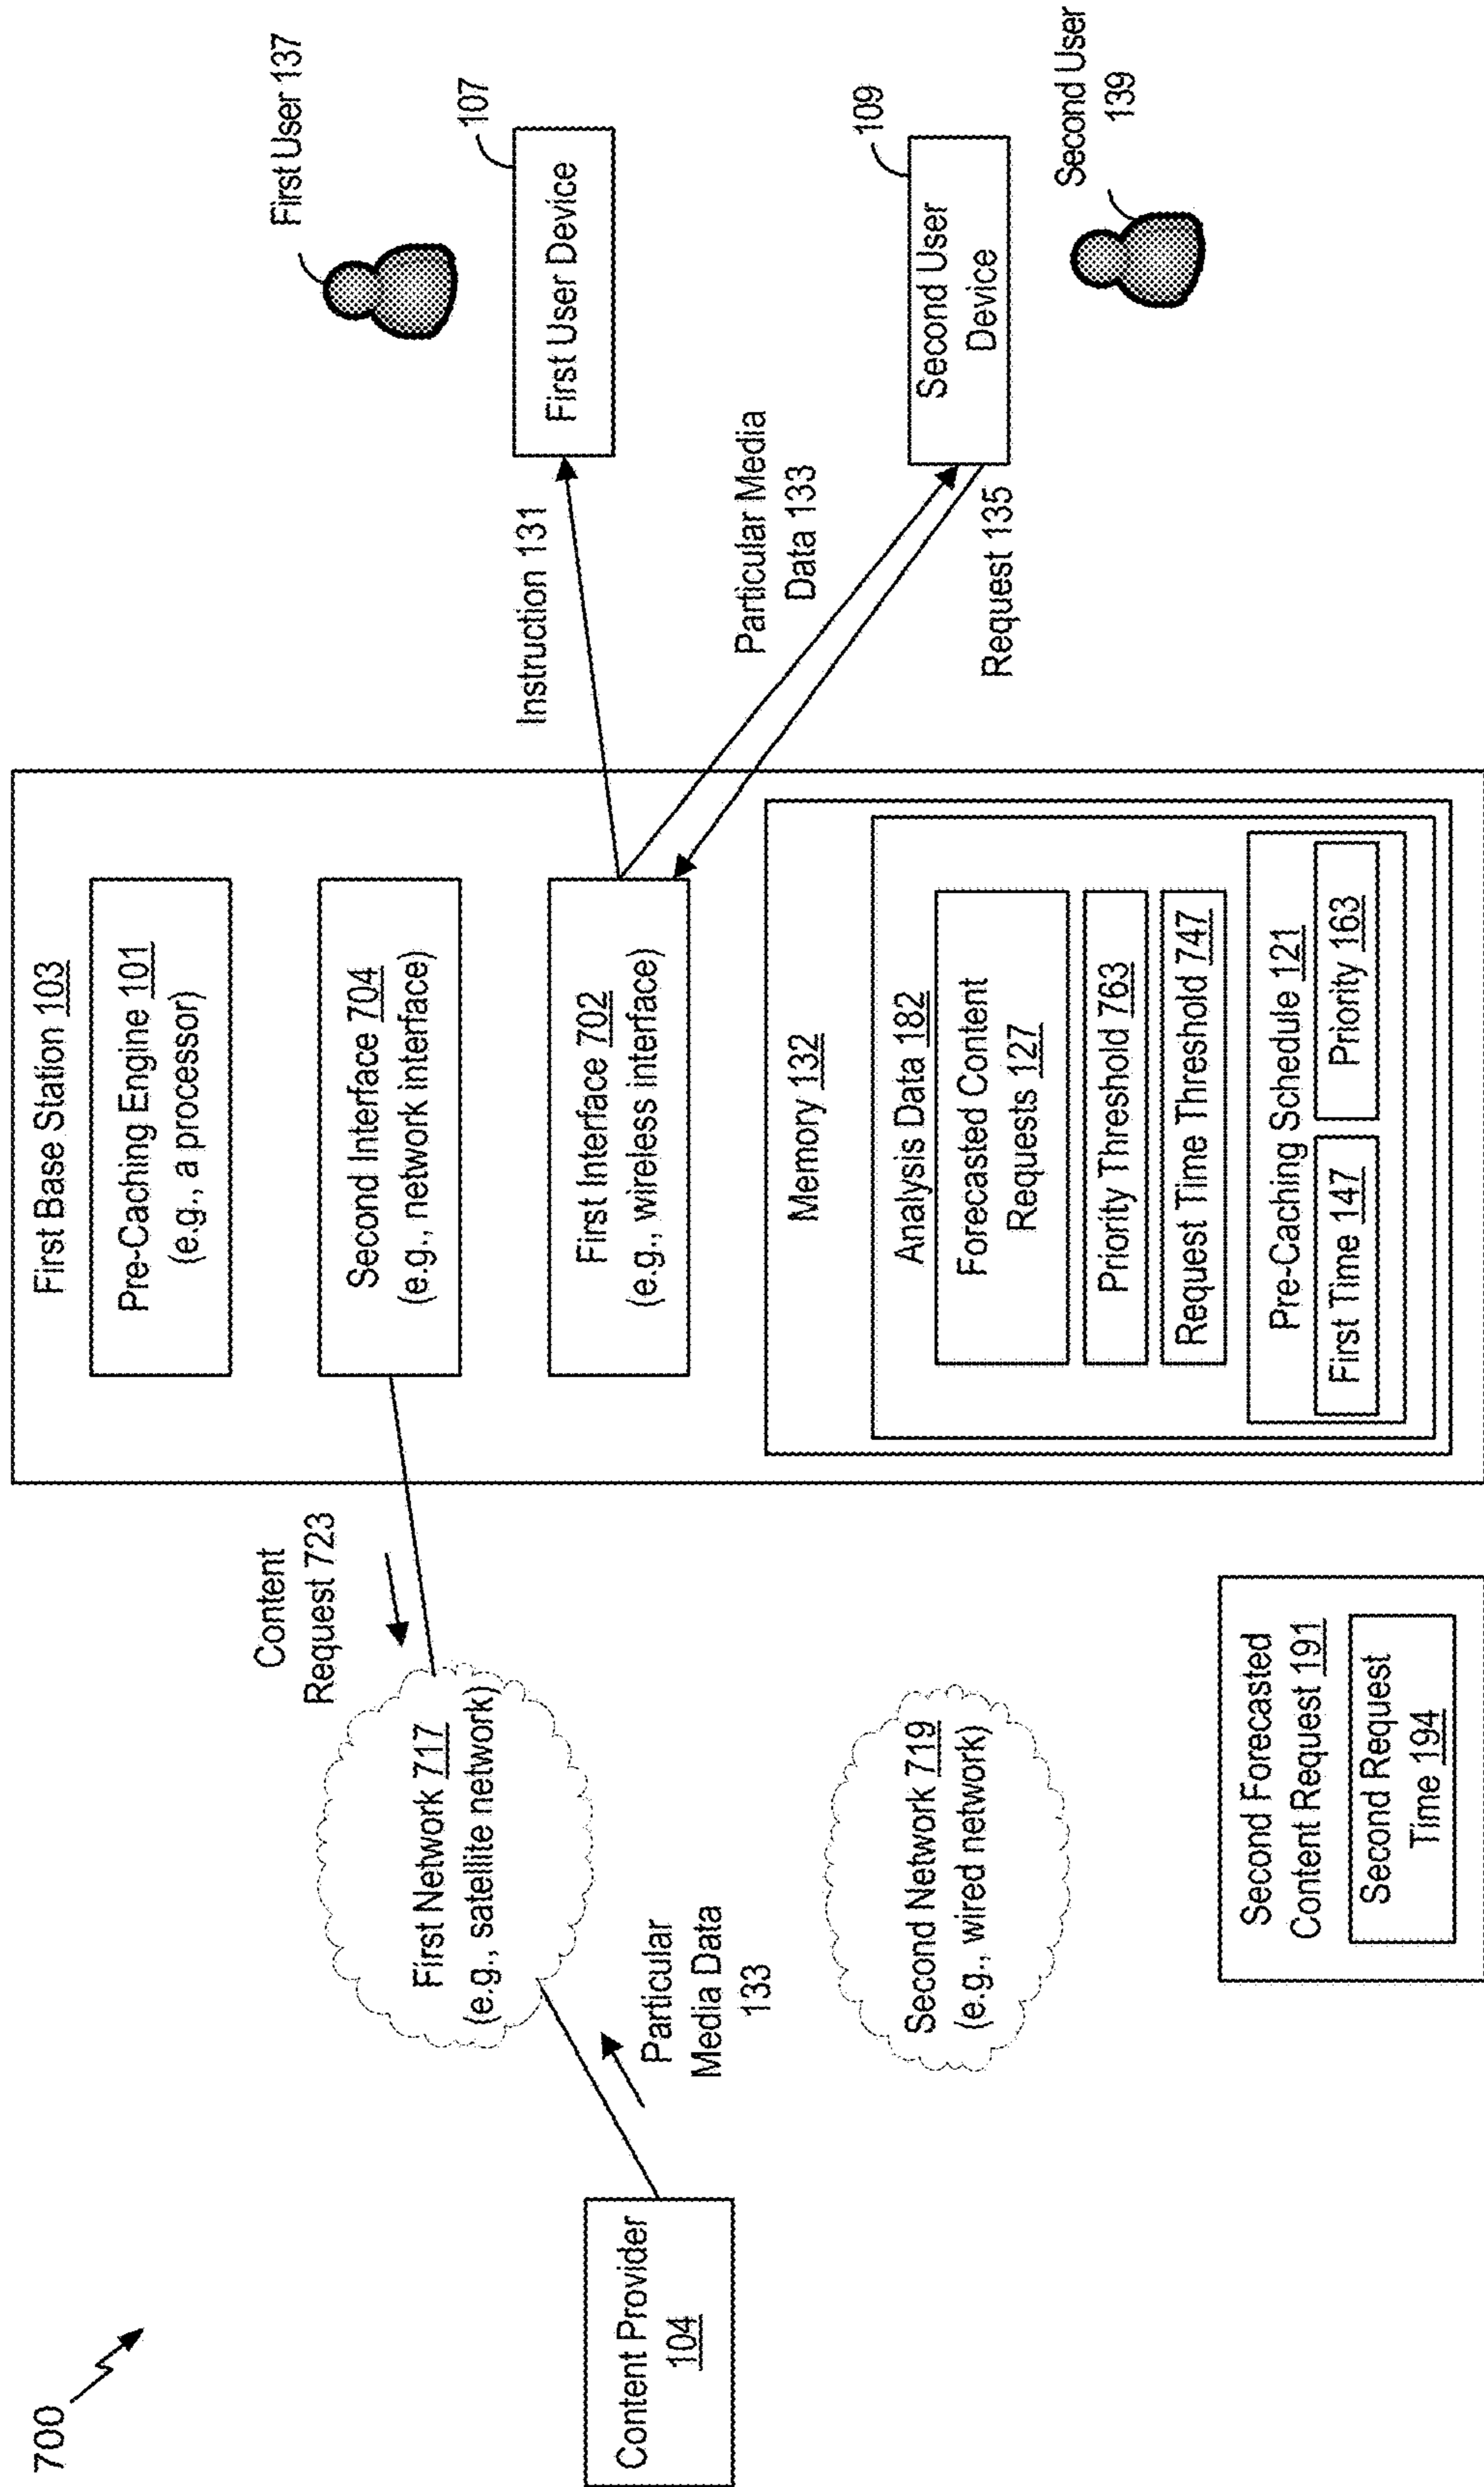 700
Content Provider
104
Particular
Media Data
133
First Network 717
(e.g., satellite network)
Second Network 719
(e.g., wired network)
Content
Request 723
Second Forecasted
Content Request 191
Second Request
Time 194
First Base Station 103
Pre-Caching Engine 101
(e.g., a processor)
Second Interface 704
(e.g., network interface)
First Interface 702
(e.g., wireless interface)
Memory 132
Analysis Data 182
Forecasted Content
Requests 127
Priority Threshold 763
Request Time Threshold 747
Pre-Caching Schedule 121
First Time 147
Priority 163
Instruction 131
Particular Media
Data 133
Request 135
First User 137
107
First User Device
109
Second User
Device
Second User
139